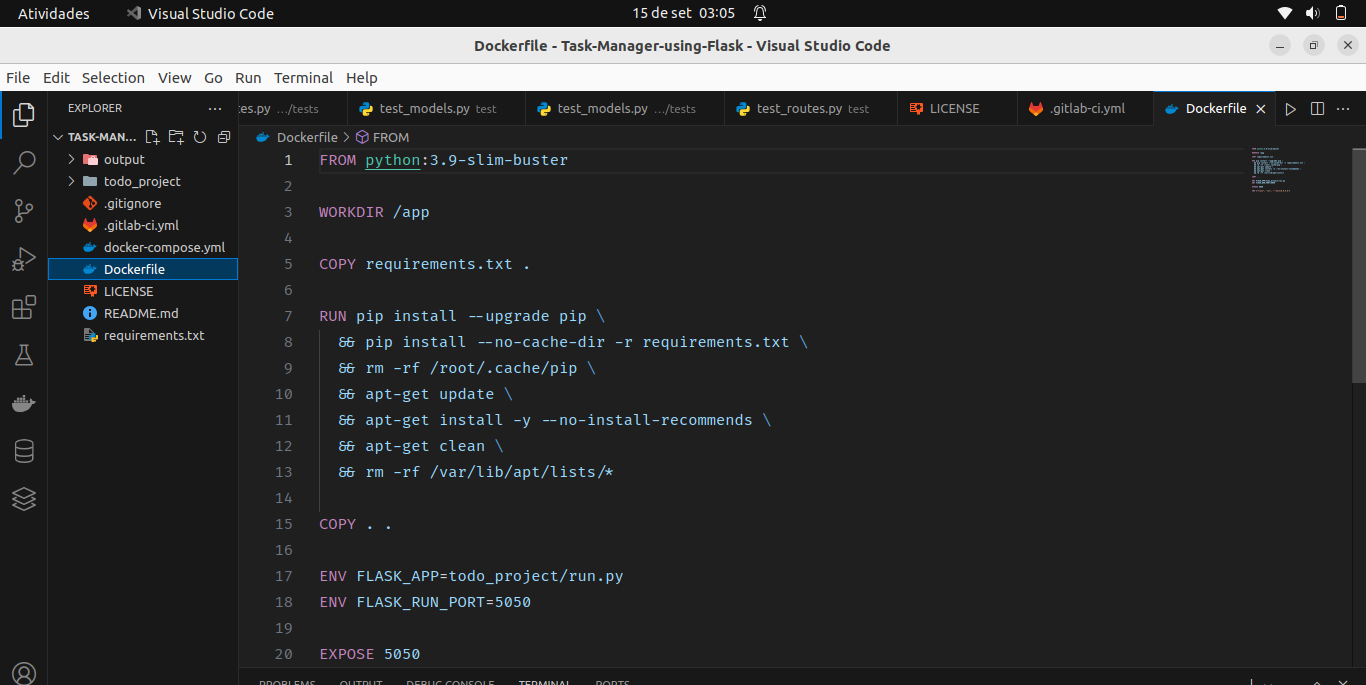 Atividades
Visual Studio Code
15 de set 03:05
Dockerfile - Task-Manager-using-Flask - Visual Studio Code
File Edit Selection View Go Run Terminal Help
EXPLORER
TASK-MAN...
output
todo_project
.gitignore
.gitlab-ci.yml
docker-compose.yml
Dockerfile
LICENSE
README.md
requirements.txt
es.py .../tests
test_models.py test
test_models.py .../tests
test_routes.py test
LICENSE
.gitlab-ci.yml
Dockerfile
Dockerfile > FROM
1 FROM python:3.9-slim-buster
2
3 WORKDIR /app
4
5 COPY requirements.txt .
6
7 RUN pip install --upgrade pip \
8 && pip install --no-cache-dir -r requirements.txt \
9 && rm -rf /root/.cache/pip \
10 && apt-get update \
11 && apt-get install -y --no-install-recommends \
12 && apt-get clean \
13 && rm -rf /var/lib/apt/lists/*
14
15 COPY . .
16
17 ENV FLASK_APP=todo_project/run.py
18 ENV FLASK_RUN_PORT=5050
19
20 EXPOSE 5050
PROBLEMS OUTPUT DEBUG CONSOLE TERMINAL PORTS